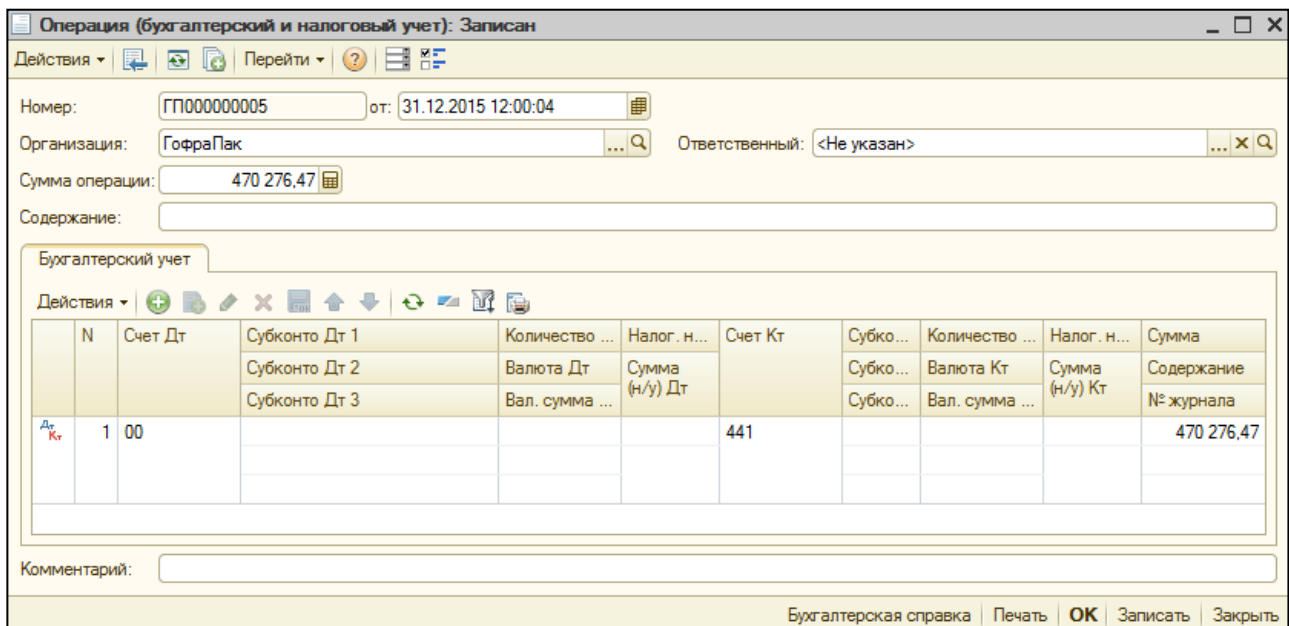 Операция (бухгалтерский и налоговый учет): Записан
Действия Перейти
Номер: ГП000000005 от: 31.12.2015 12:00:04
Организация: ГофраПак ... Ответственный: <Не указан> ...
Сумма операции: 470 276,47
Содержание:
Бухгалтерский учет
Действия
N Счет Дт Субконто Дт 1 Количество ... Налог. н... Счет Кт Субко... Количество ... Налог. н... Сумма
Субконто Дт 2 Валюта Дт Сумма (н/у) Дт Субко... Валюта Кт Сумма (н/у) Кт Содержание
Субконто Дт 3 Вал. сумма ... Субко... Вал. сумма ... № журнала
Дт Кт 1 00 441 470 276,47
Комментарий:
Бухгалтерская справка Печать OK Записать Закрыть